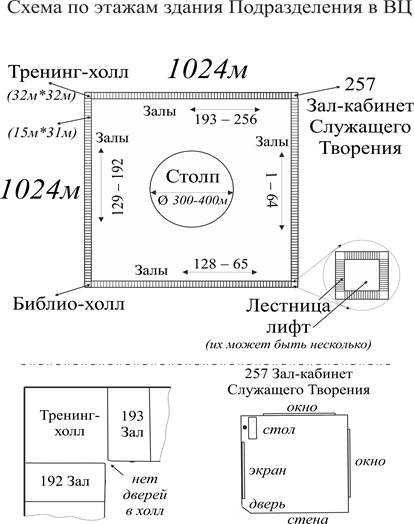 Схема по этажам здания Подразделения в ВЦ
1024м
Тренинг-холл
(32м*32м)
(15м*31м)
257
Зал-кабинет
Служащего
Творения
Залы
193 – 256
Залы
129 – 192
Столп
Ø 300-400м
Залы
1 – 64
1024м
Залы
128 – 65
Библио-холл
Лестница
лифт
(их может быть несколько)
257 Зал-кабинет
Служащего Творения
Тренинг-
холл
193
Зал
192 Зал
нет
дверей
в холл
окно
стол
экран
окно
дверь
стена